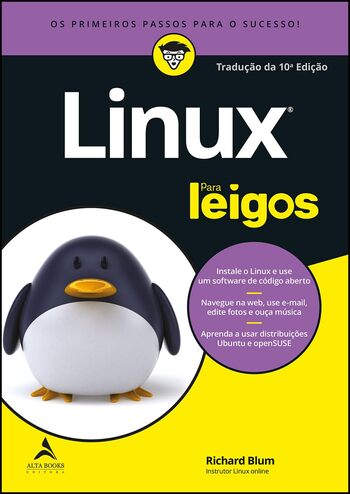 OS PRIMEIROS PASSOS PARA O SUCESSO!
Tradução da 10ª Edição
Linux®
Para
leigos
Instale o Linux e use
um software de código aberto
Navegue na web, use e-mail,
edite fotos e ouça música
Aprenda a usar distribuições
Ubuntu e openSUSE
ALTA BOOKS
EDITORA
Richard Blum
Instrutor Linux online